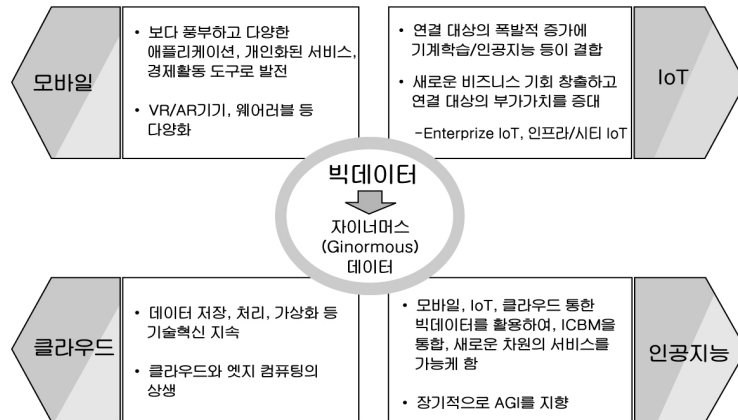 모바일
• 보다 풍부하고 다양한
애플리케이션, 개인화된 서비스,
경제활동 도구로 발전
• VR/AR기기, 웨어러블 등
다양화
• 연결 대상의 폭발적 증가에
기계학습/인공지능 등이 결합
• 새로운 비즈니스 기회 창출하고
연결 대상의 부가가치를 증대
-Enterprize IoT, 인프라/시티 IoT
IoT
빅데이터
자이너머스
(Ginormous)
데이터
클라우드
• 데이터 저장, 처리, 가상화 등
기술혁신 지속
• 클라우드와 엣지 컴퓨팅의
상생
• 모바일, IoT, 클라우드 통한
빅데이터를 활용하여, ICBM을
통합, 새로운 차원의 서비스를
가능케 함
• 장기적으로 AGI를 지향
인공지능